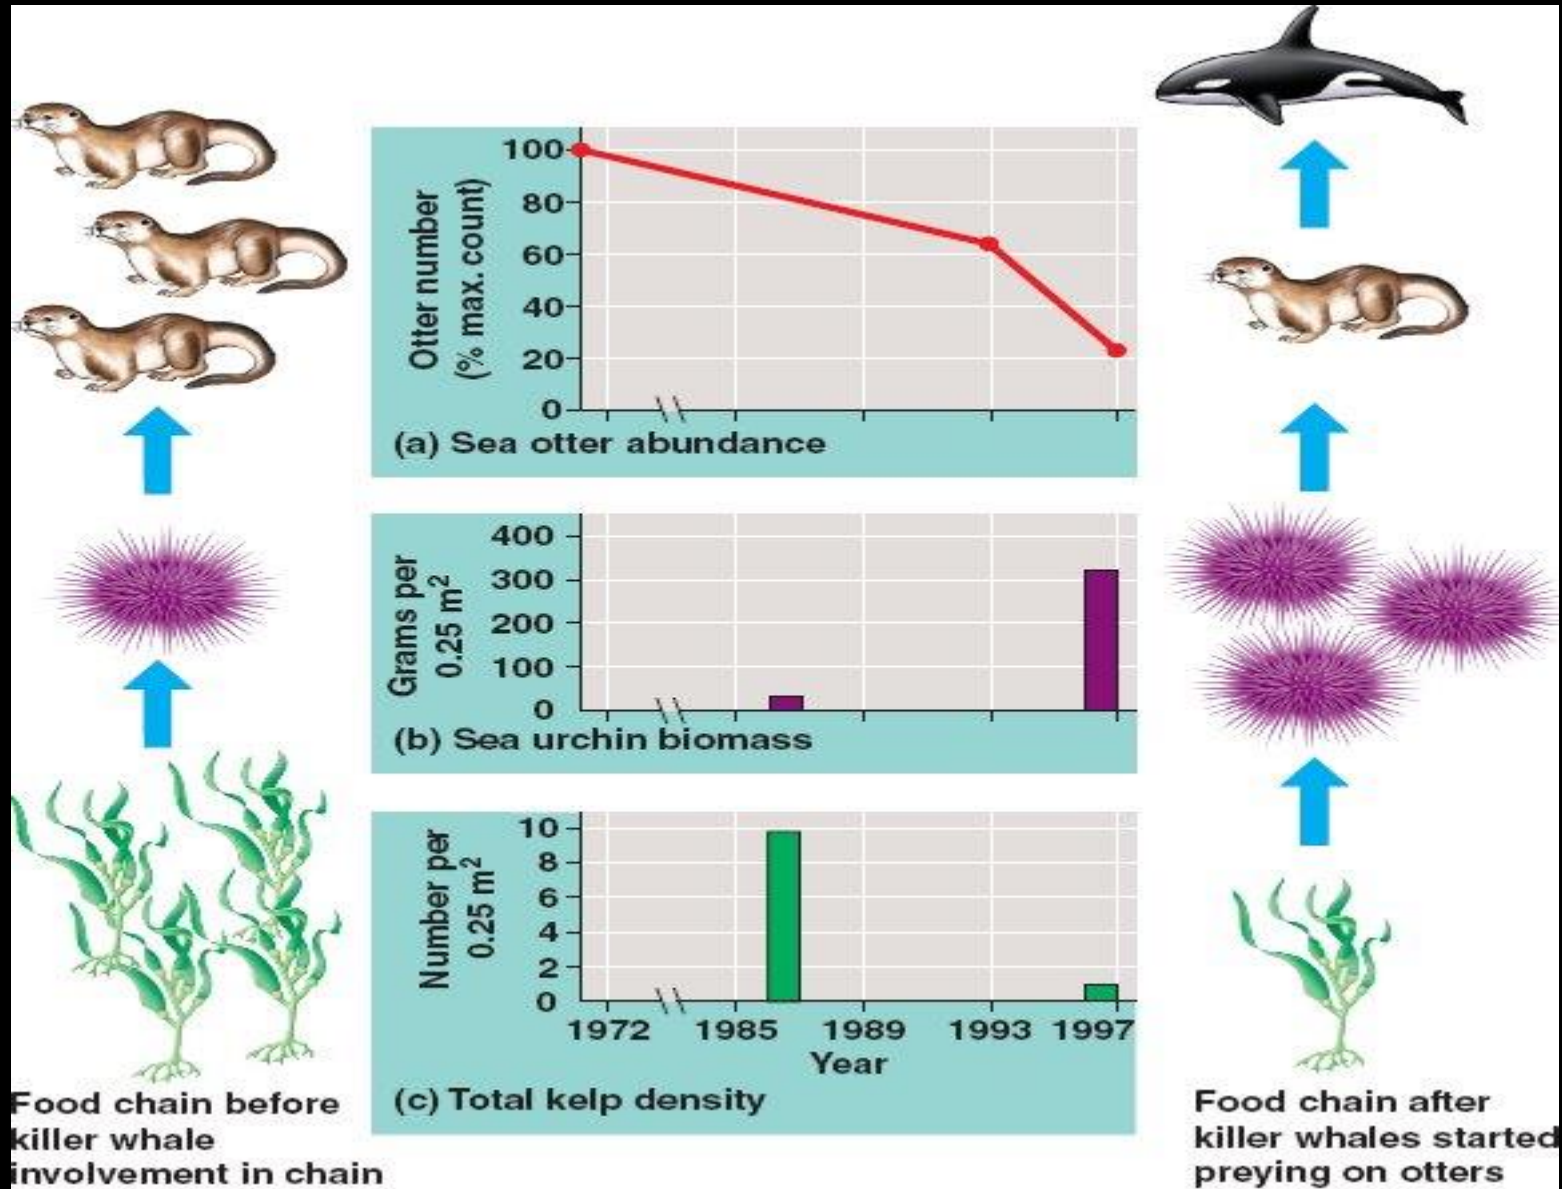 100
80
60
40
20
0
Otter number
(% max. count)
(a) Sea otter abundance
400
300
200
100
0
Grams per
0.25 m²
(b) Sea urchin biomass
10
8
6
4
2
0
Number per
0.25 m²
1972 1985 1989 1993 1997
Year
(c) Total kelp density
Food chain before
killer whale
involvement in chain
Food chain after
killer whales started
preying on otters